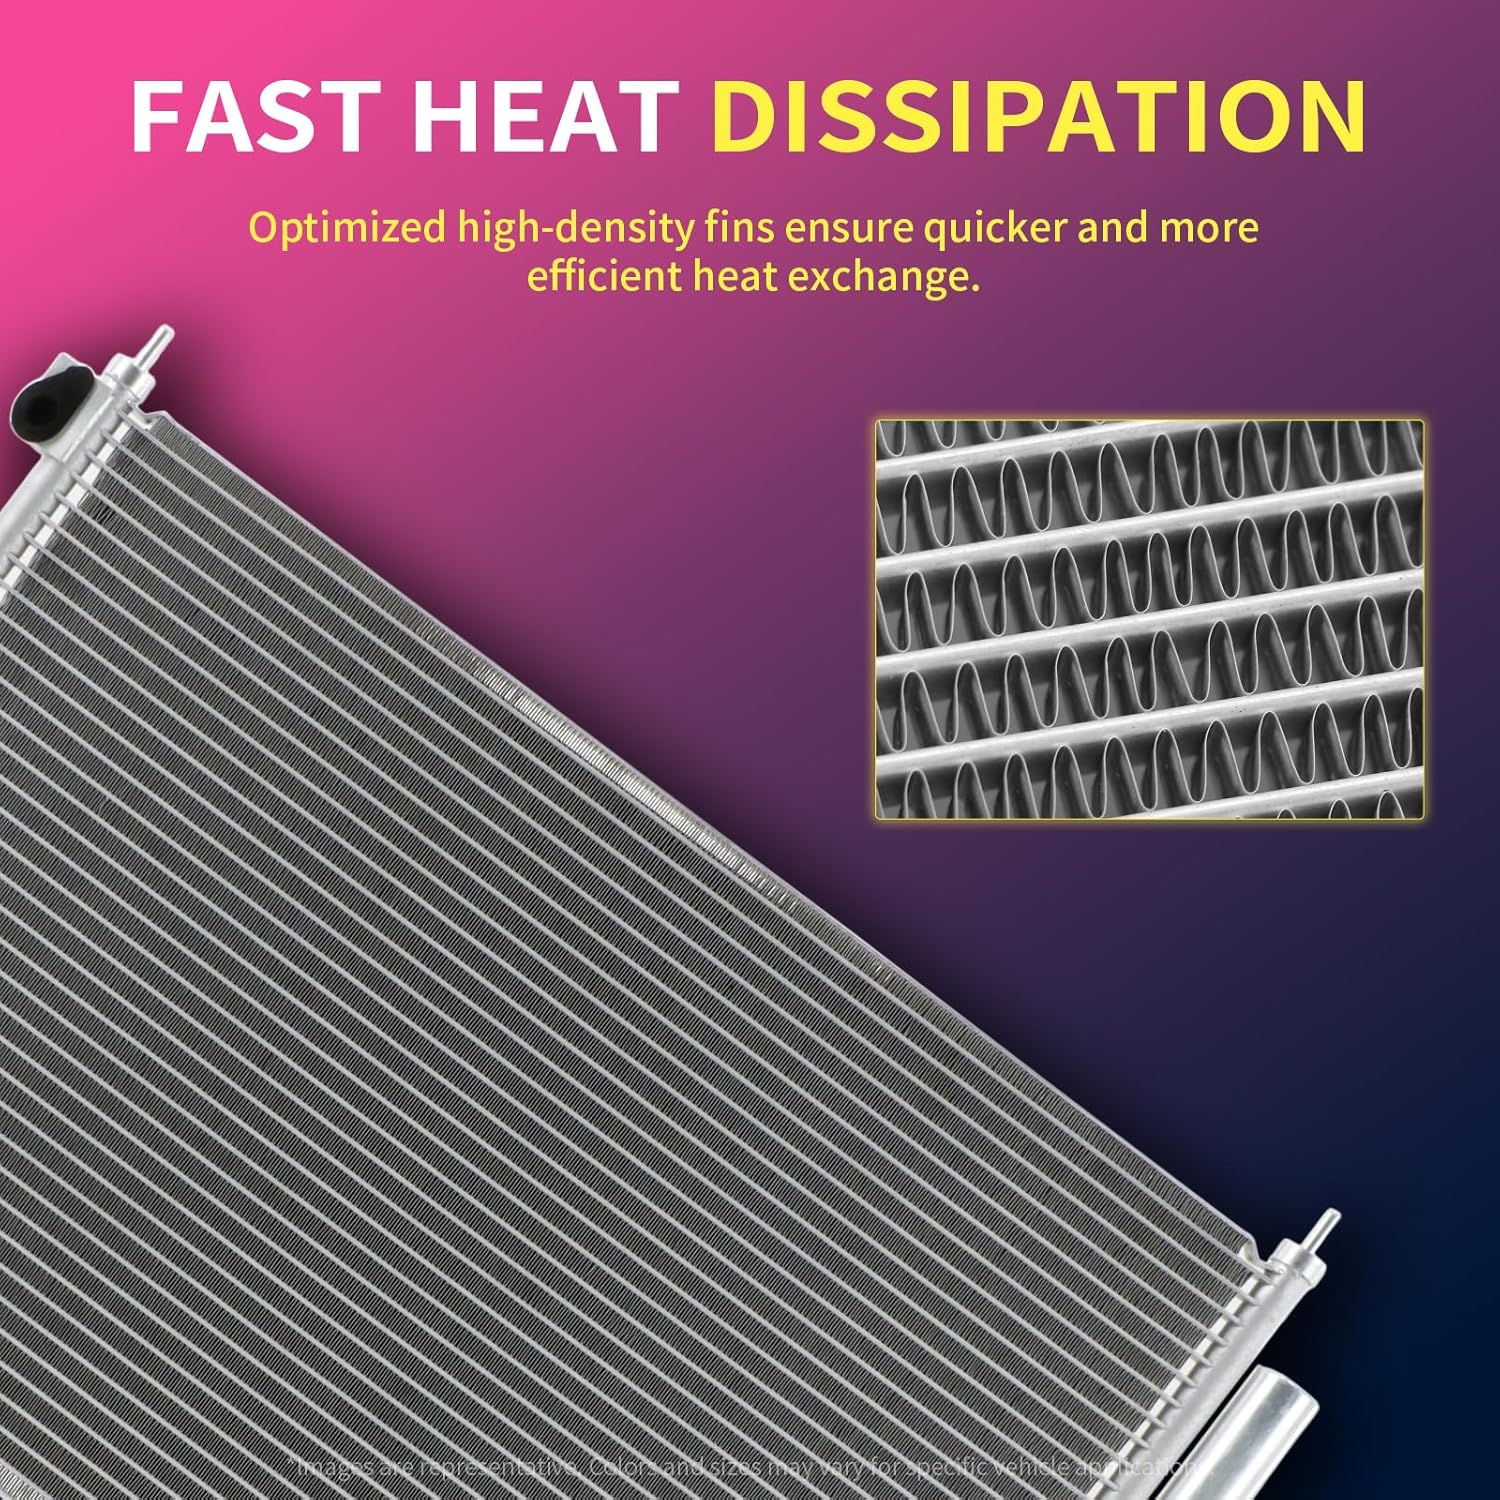 FAST HEAT DISSIPATION
Optimized high-density fins ensure quicker and more
efficient heat exchange.
*Images are representative. Colors and sizes may vary for specific vehicle applications.